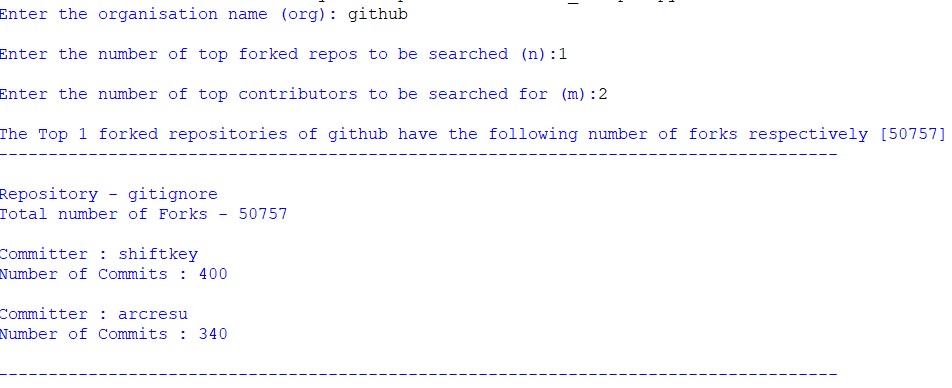 Enter the organisation name (org): github
Enter the number of top forked repos to be searched (n):1
Enter the number of top contributors to be searched for (m):2
The Top 1 forked repositories of github have the following number of forks respectively [50757]
------------------------------------------------------------------------------------
Repository - gitignore
Total number of Forks - 50757
Committer : shiftkey
Number of Commits : 400
Committer : arcresu
Number of Commits : 340
------------------------------------------------------------------------------------